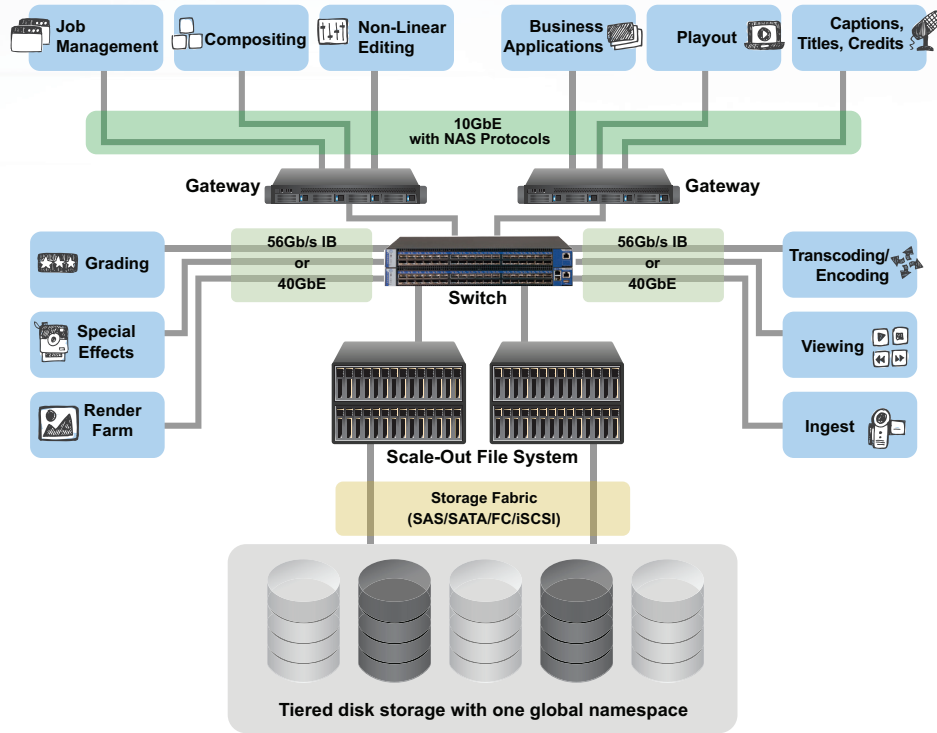 Job
Management
Compositing
Non-Linear
Editing
Business
Applications
Playout
Captions,
Titles, Credits
10GbE
with NAS Protocols
Gateway
Gateway
Grading
56Gb/s IB
or
40GbE
Switch
56Gb/s IB
or
40GbE
Transcoding/
Encoding
Special
Effects
Viewing
Render
Farm
Ingest
Scale-Out File System
Storage Fabric
(SAS/SATA/FC/iSCSI)
Tiered disk storage with one global namespace